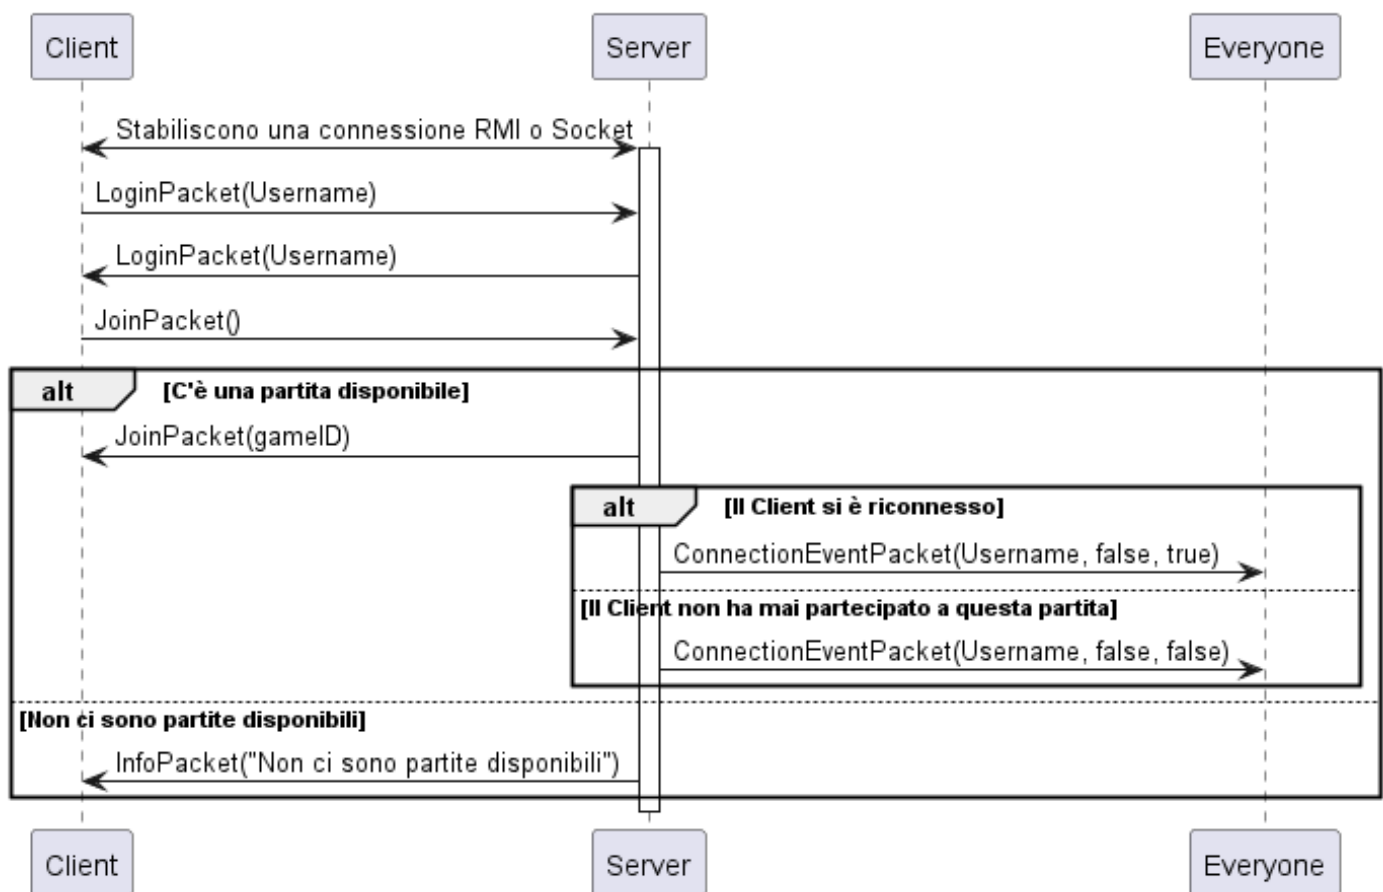 Client
Server
Everyone
Stabiliscono una connessione RMI o Socket
LoginPacket(Username)
LoginPacket(Username)
JoinPacket()
alt
[C'è una partita disponibile]
JoinPacket(gameID)
alt
[Il Client si è riconnesso]
ConnectionEventPacket(Username, false, true)
[Il Client non ha mai partecipato a questa partita]
ConnectionEventPacket(Username, false, false)
[Non ci sono partite disponibili]
InfoPacket("Non ci sono partite disponibili")
Client
Server
Everyone